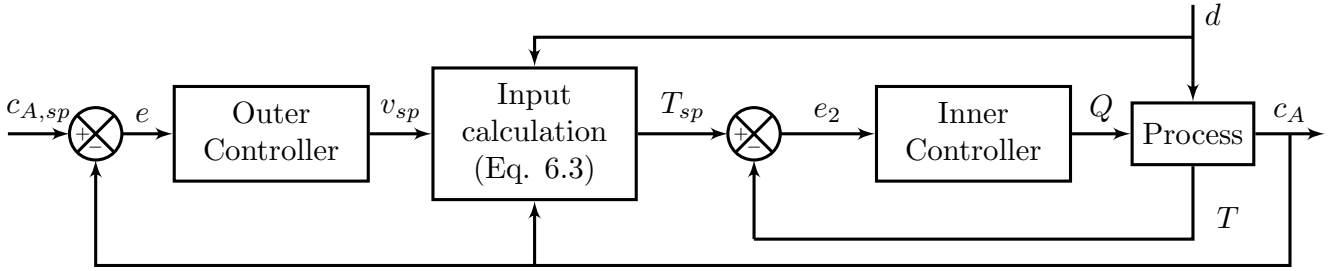 d
c_{A,sp}
+
−
e
Outer
Controller
v_{sp}
Input
calculation
(Eq. 6.3)
T_{sp}
+
−
e_2
Inner
Controller
Q
Process
c_A
T